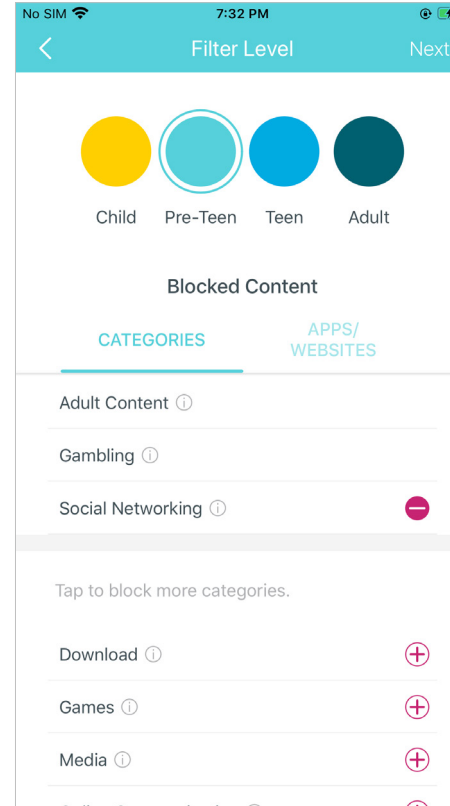 No SIM 7:32 PM
Filter Level Next
Child Pre-Teen Teen Adult
Blocked Content
CATEGORIES
APPS/
WEBSITES
Adult Content
Gambling
Social Networking
Tap to block more categories.
Download
Games
Media